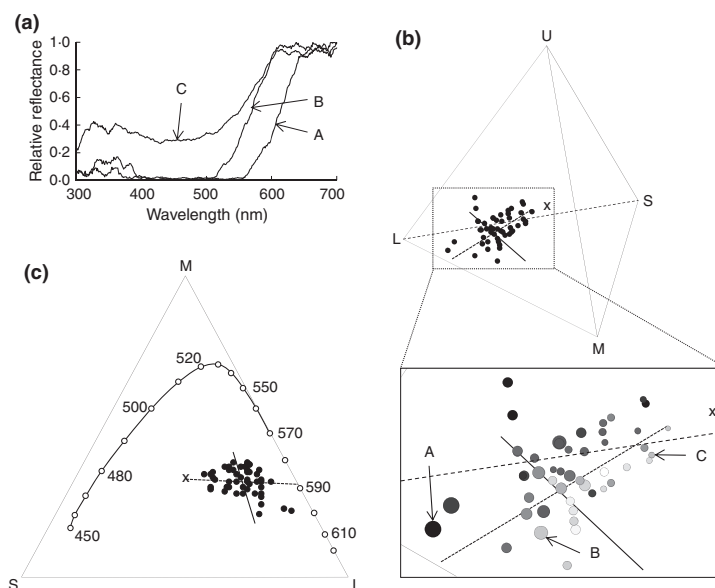 (a)
1·0
0·8
0·6
0·4
0·2
0·0
300 400 500 600 700
Relative reflectance
Wavelength (nm)
C
B
A
(b)
U
S
L
M
x
A
B
C
x
(c)
M
S
L
x
450
480
500
520
550
570
590
610